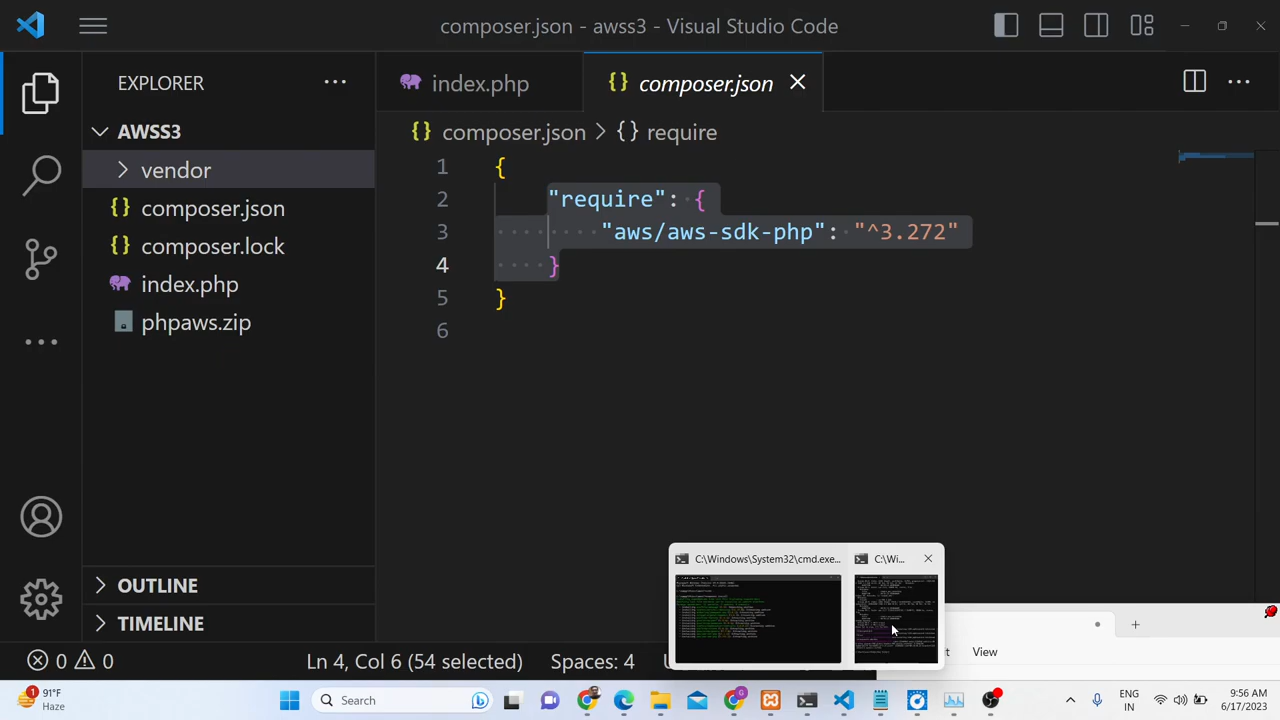 composer.json - awss3 - Visual Studio Code
EXPLORER
AWSS3
vendor
composer.json
composer.lock
index.php
phpaws.zip
OUTLINE
TIMELINE
index.php
composer.json
composer.json > {} require
1 {
2 "require": {
3 "aws/aws-sdk-php": "^3.272"
4 }
5 }
6
C:\Windows\System32\cmd.exe...
C:\Wi...
View
0 0
Ln 4, Col 6 (54 selected)
Spaces: 4
1
91°F
Haze
Search
ENG
IN
9:56 AM
6/17/2023